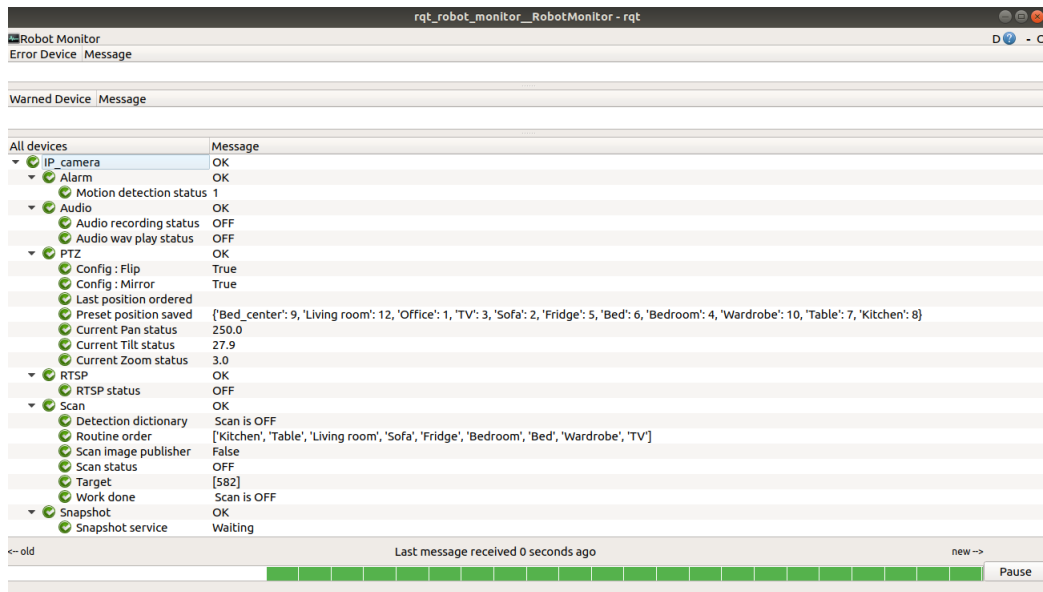 rqt_robot_monitor__RobotMonitor - rqt
Robot Monitor D ? - O
Error Device Message
Warned Device Message
All devices Message
IP_camera OK
Alarm OK
Motion detection status 1
Audio OK
Audio recording status OFF
Audio wav play status OFF
PTZ OK
Config : Flip True
Config : Mirror True
Last position ordered
Preset position saved {'Bed_center': 9, 'Living room': 12, 'Office': 1, 'TV': 3, 'Sofa': 2, 'Fridge': 5, 'Bed': 6, 'Bedroom': 4, 'Wardrobe': 10, 'Table': 7, 'Kitchen': 8}
Current Pan status 250.0
Current Tilt status 27.9
Current Zoom status 3.0
RTSP OK
RTSP status OFF
Scan OK
Detection dictionary Scan is OFF
Routine order ['Kitchen', 'Table', 'Living room', 'Sofa', 'Fridge', 'Bedroom', 'Bed', 'Wardrobe', 'TV']
Scan image publisher False
Scan status OFF
Target [582]
Work done Scan is OFF
Snapshot OK
Snapshot service Waiting
<-- old Last message received 0 seconds ago new -->
Pause